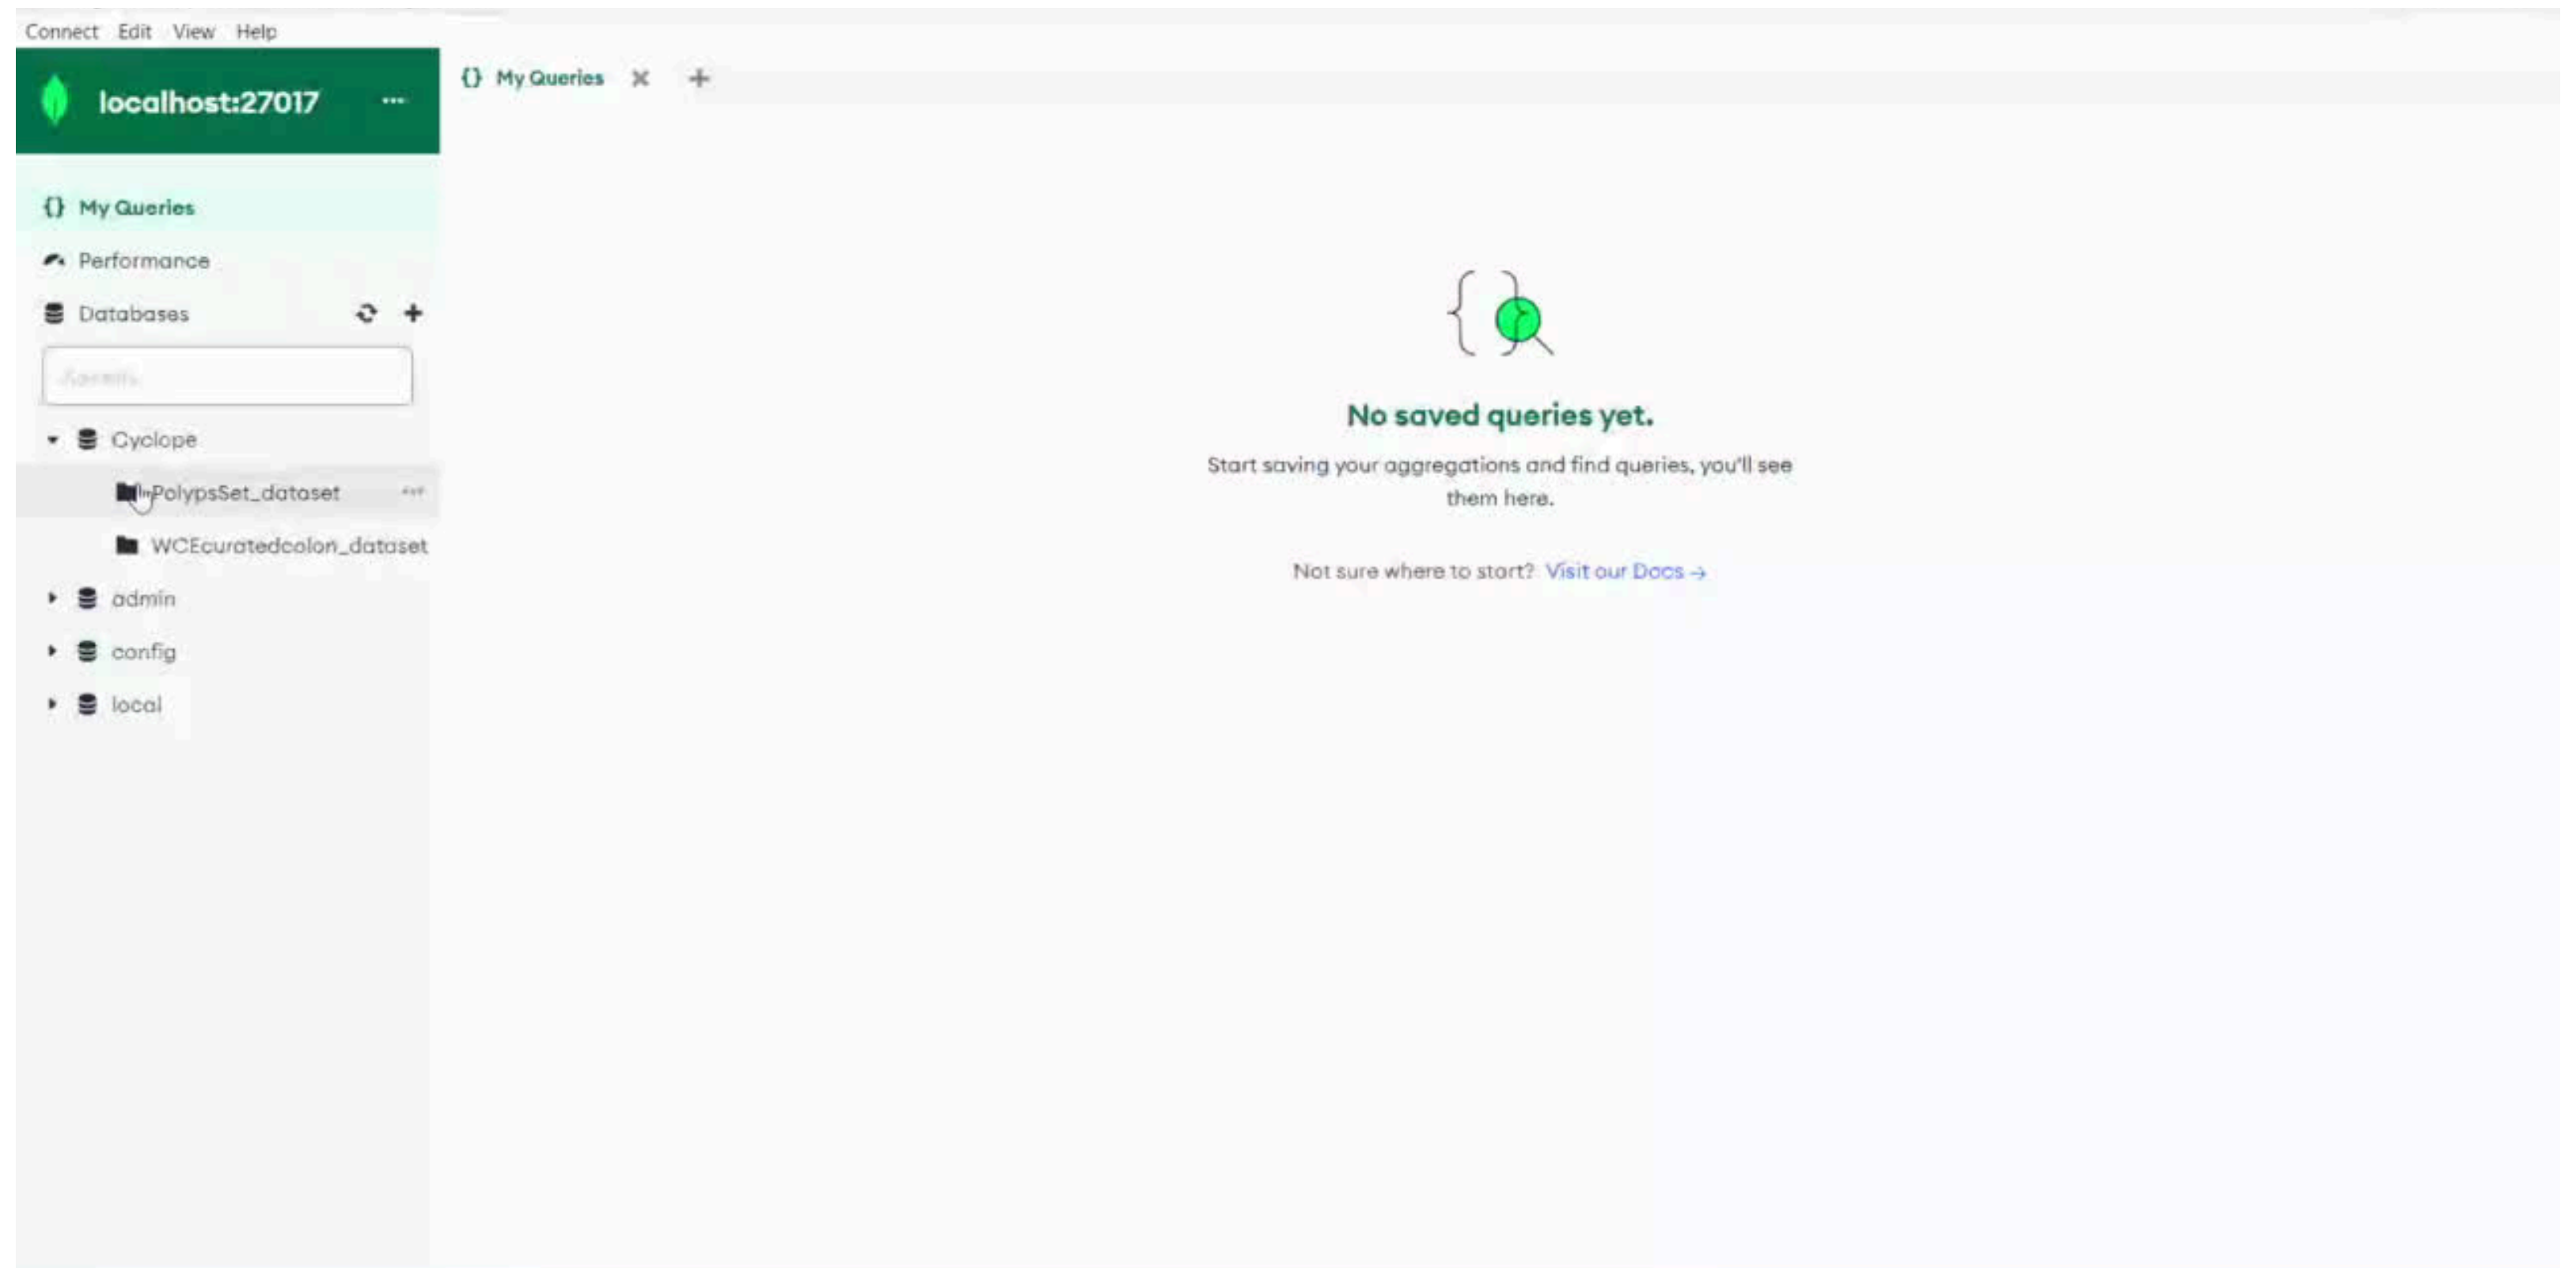 Connect Edit View Help
localhost:27017 ...
{} My Queries
Performance
Databases
Cyclope
PolypsSet_dataset
WCEcuratedcolon_dataset
admin
config
local
{} My Queries
No saved queries yet.
Start saving your aggregations and find queries, you'll see
them here.
Not sure where to start? Visit our Docs →